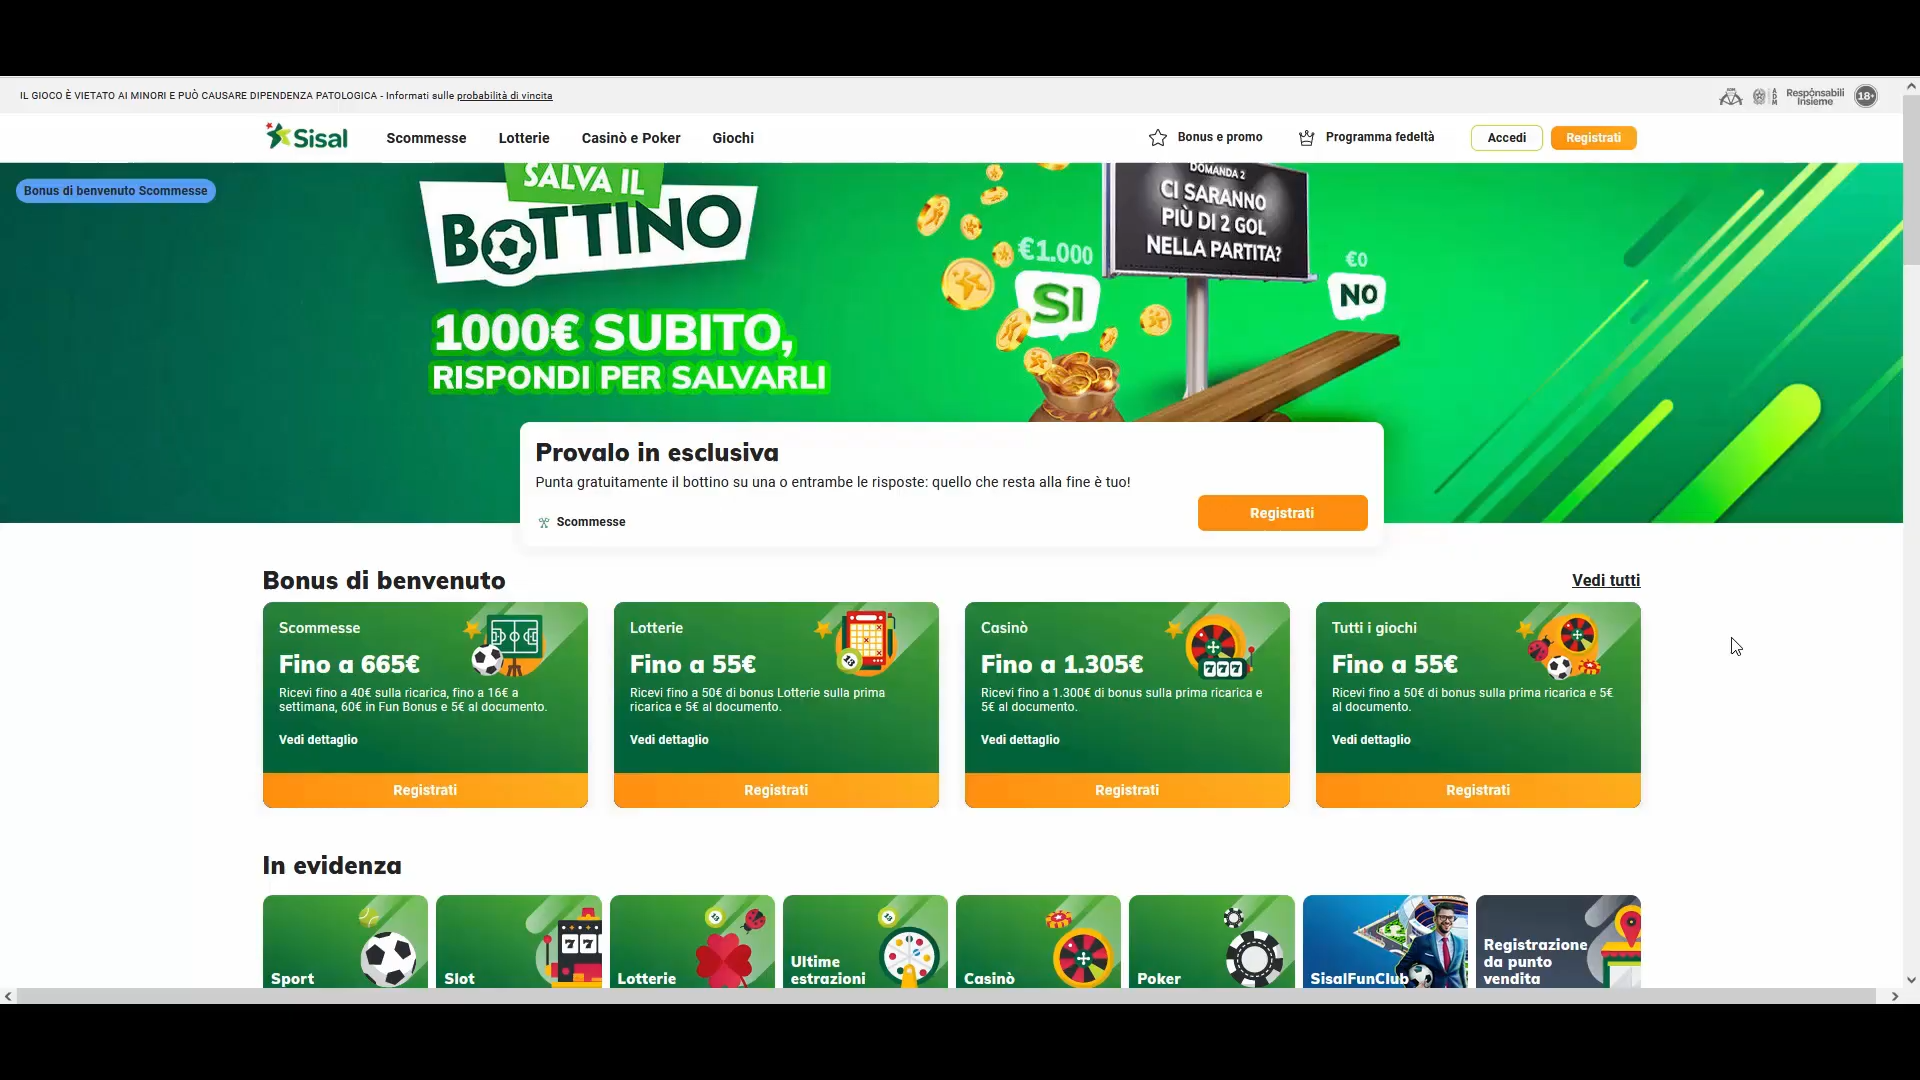 IL GIOCO È VIETATO AI MINORI E PUÒ CAUSARE DIPENDENZA PATOLOGICA - Informati sulle probabilità di vincita
ADM
Responsabili
Insieme
18+
Sisal
Scommesse
Lotterie
Casinò e Poker
Giochi
Bonus e promo
Programma fedeltà
Accedi
Registrati
Bonus di benvenuto Scommesse
SALVA IL
BOTTINO
1000€ SUBITO,
RISPONDI PER SALVARLI
DOMANDA 2
CI SARANNO
PIÙ DI 2 GOL
NELLA PARTITA?
€1.000
SI
€0
NO
Provalo in esclusiva
Punta gratuitamente il bottino su una o entrambe le risposte: quello che resta alla fine è tuo!
Scommesse
Registrati
Bonus di benvenuto
Vedi tutti
Scommesse
Fino a 665€
Ricevi fino a 40€ sulla ricarica, fino a 16€ a
settimana, 60€ in Fun Bonus e 5€ al documento.
Vedi dettaglio
Registrati
Lotterie
13
Fino a 55€
Ricevi fino a 50€ di bonus Lotterie sulla prima
ricarica e 5€ al documento.
Vedi dettaglio
Registrati
Casinò
777
Fino a 1.305€
Ricevi fino a 1.300€ di bonus sulla prima ricarica e
5€ al documento.
Vedi dettaglio
Registrati
Tutti i giochi
Fino a 55€
Ricevi fino a 50€ di bonus sulla prima ricarica e 5€
al documento.
Vedi dettaglio
Registrati
In evidenza
Sport
7 7
Slot
13
Lotterie
13
Ultime
estrazioni
Casinò
Poker
SisalFunClub
Registrazione
da punto
vendita